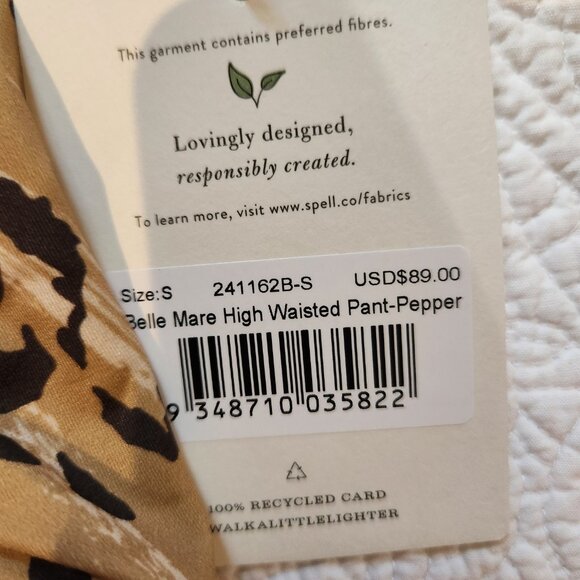 This garment contains preferred fibres.
Lovingly designed,
responsibly created.
To learn more, visit www.spell.co/fabrics
Size:S 241162B-S USD$89.00
Belle Mare High Waisted Pant-Pepper
9 348710 035822
100% RECYCLED CARD
WALKALITTLELIGHTER